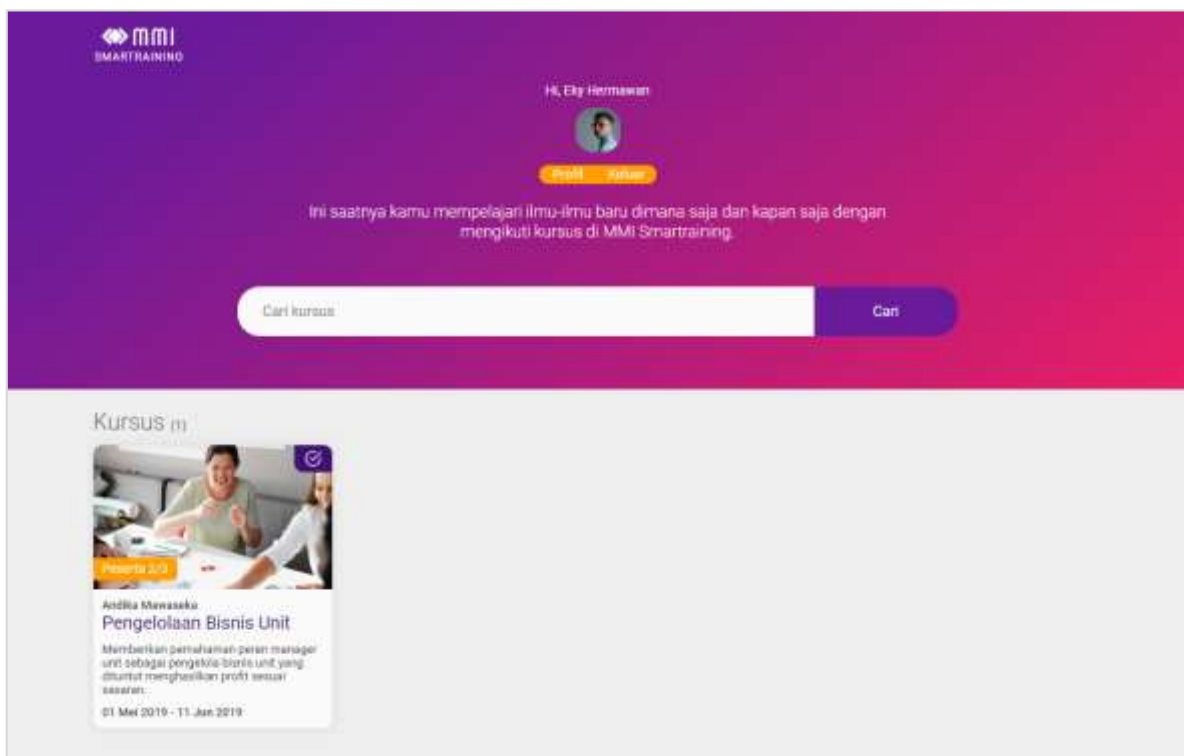 MMI
SMARTRAINING
Hi, Eky Hermawan
Profil Keluar
Ini saatnya kamu mempelajari ilmu-ilmu baru dimana saja dan kapan saja dengan
mengikuti kursus di MMI Smartraining.
Cari kursus
Cari
Kursus (1)
Peserta 2/3
Andika Mawaseka
Pengelolaan Bisnis Unit
Memberikan pemahaman peran manager
unit sebagai pengelola bisnis unit yang
dituntut menghasilkan profit sesuai
sasaran.
01 Mei 2019 - 11 Jun 2019